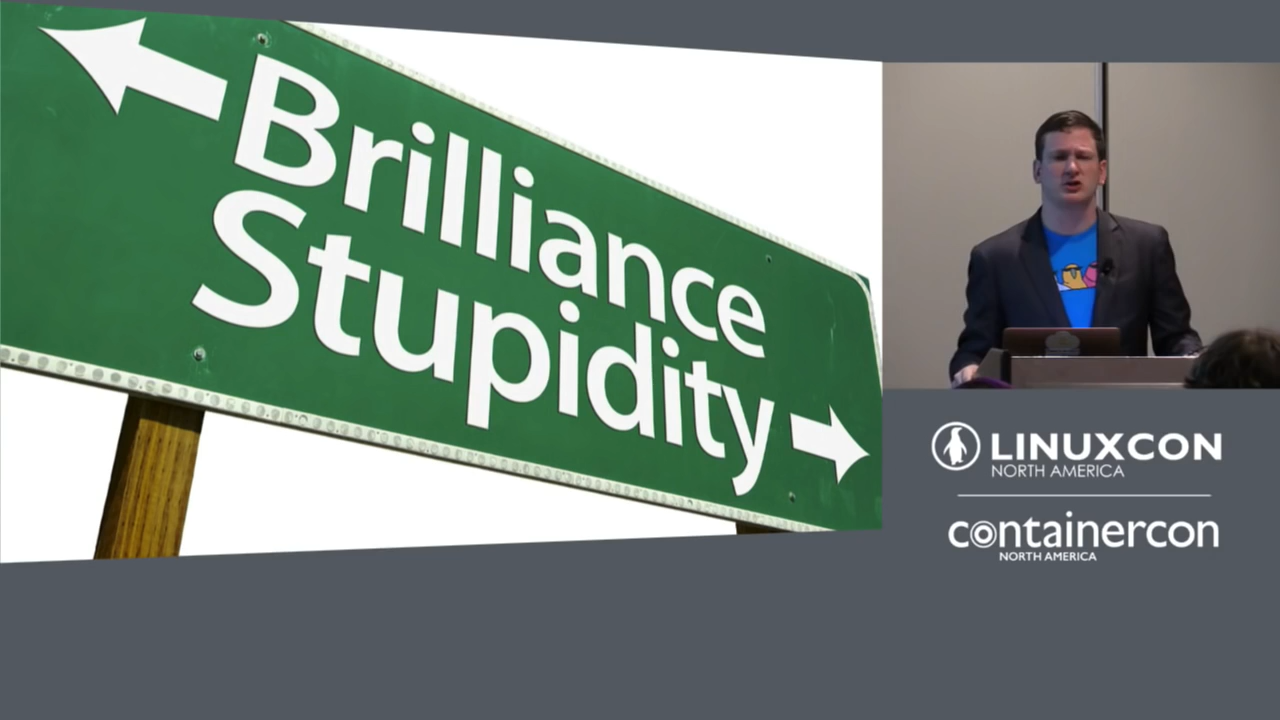 Brilliance
Stupidity
LINUXCON
NORTH AMERICA
containercon
NORTH AMERICA